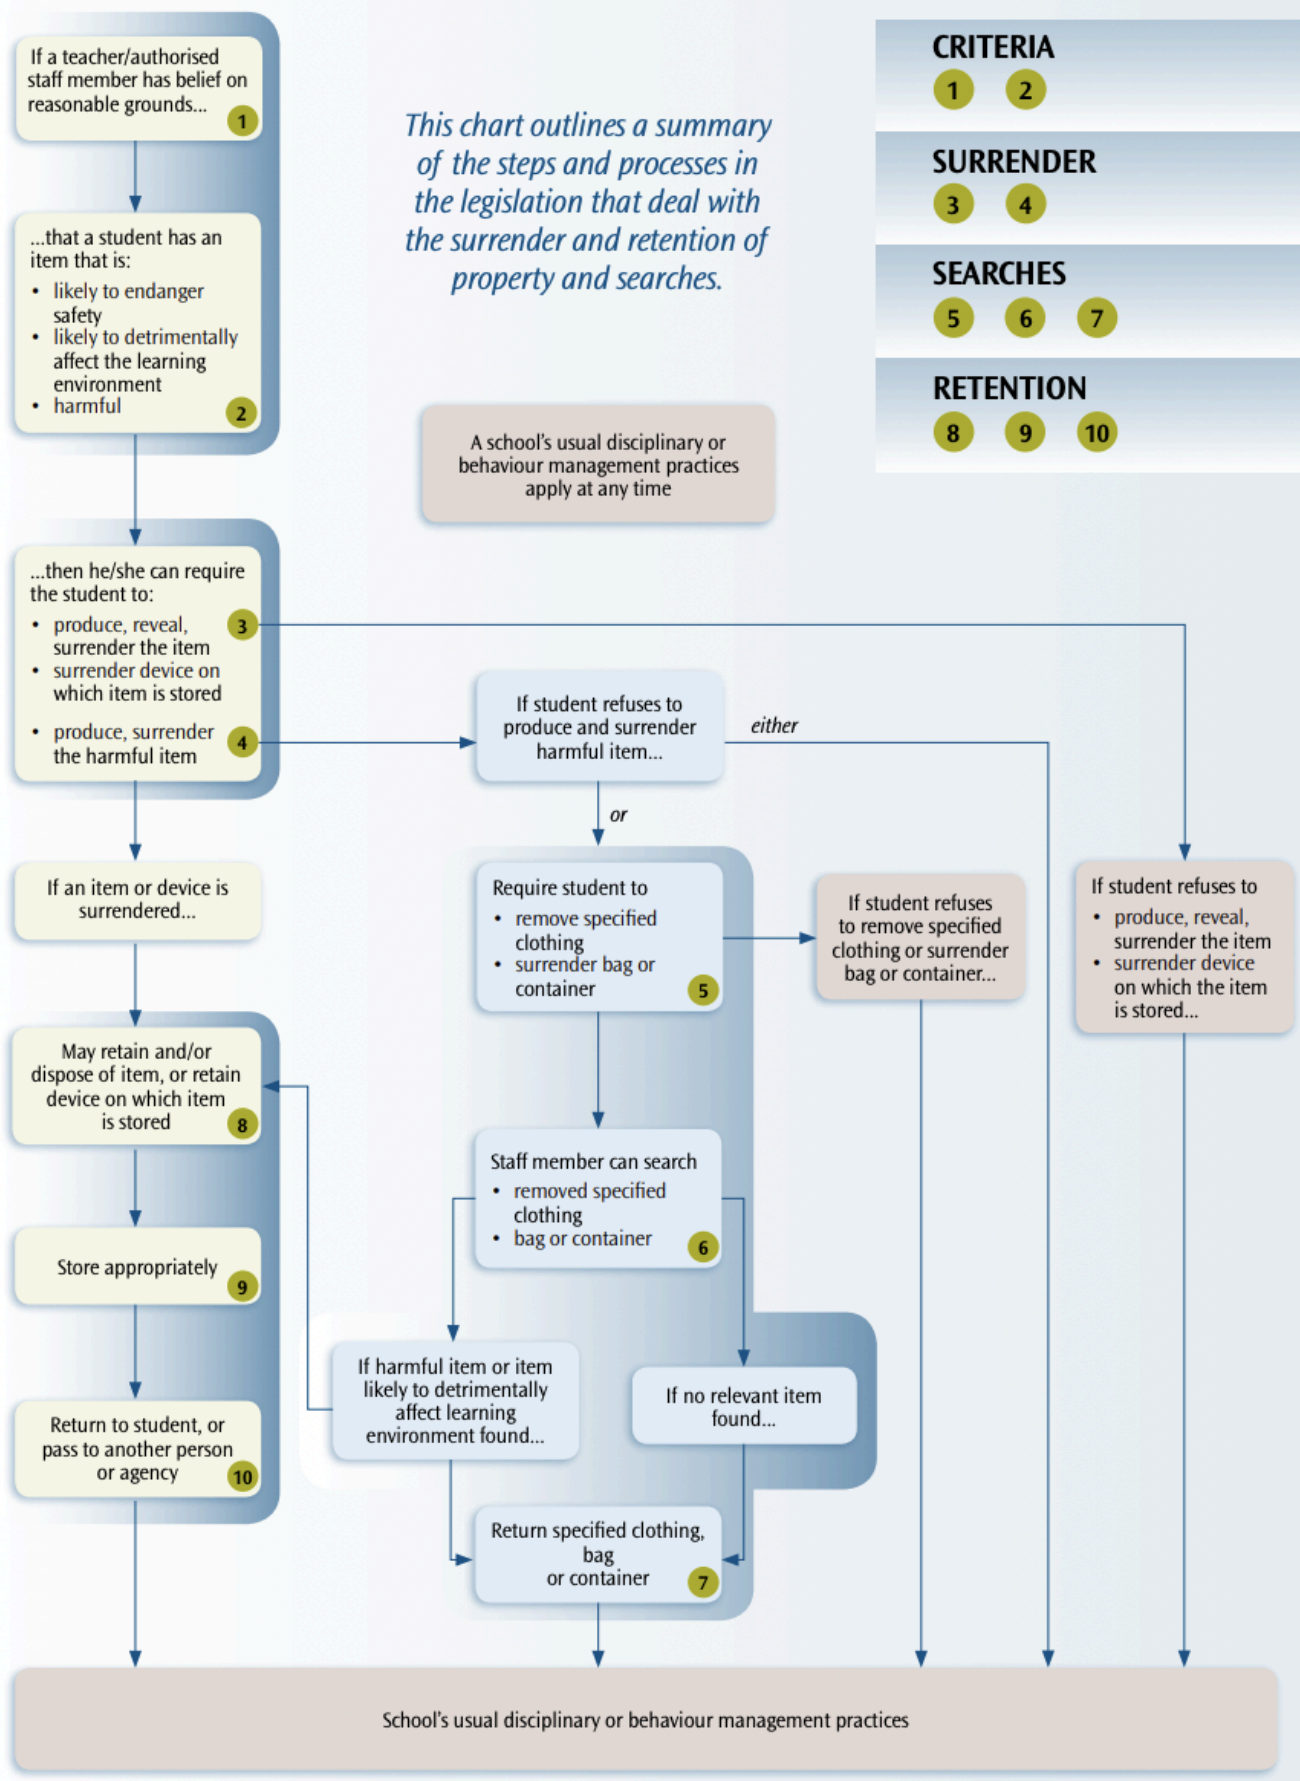 If a teacher/authorised
staff member has belief on
reasonable grounds...
1
...that a student has an
item that is:
• likely to endanger
safety
• likely to detrimentally
affect the learning
environment
• harmful
2
This chart outlines a summary
of the steps and processes in
the legislation that deal with
the surrender and retention of
property and searches.
CRITERIA
1 2
SURRENDER
3 4
SEARCHES
5 6 7
RETENTION
8 9 10
A school's usual disciplinary or
behaviour management practices
apply at any time
...then he/she can require
the student to:
• produce, reveal,
surrender the item
3
• surrender device on
which item is stored
• produce, surrender
the harmful item
4
If student refuses to
produce and surrender
harmful item...
either
or
If an item or device is
surrendered...
Require student to
• remove specified
clothing
• surrender bag or
container
5
If student refuses
to remove specified
clothing or surrender
bag or container...
If student refuses to
• produce, reveal,
surrender the item
• surrender device
on which the item
is stored...
May retain and/or
dispose of item, or retain
device on which item
is stored
8
Staff member can search
• removed specified
clothing
• bag or container
6
Store appropriately
9
If harmful item or item
likely to detrimentally
affect learning
environment found...
If no relevant item
found...
Return to student, or
pass to another person
or agency
10
Return specified clothing,
bag
or container
7
School's usual disciplinary or behaviour management practices